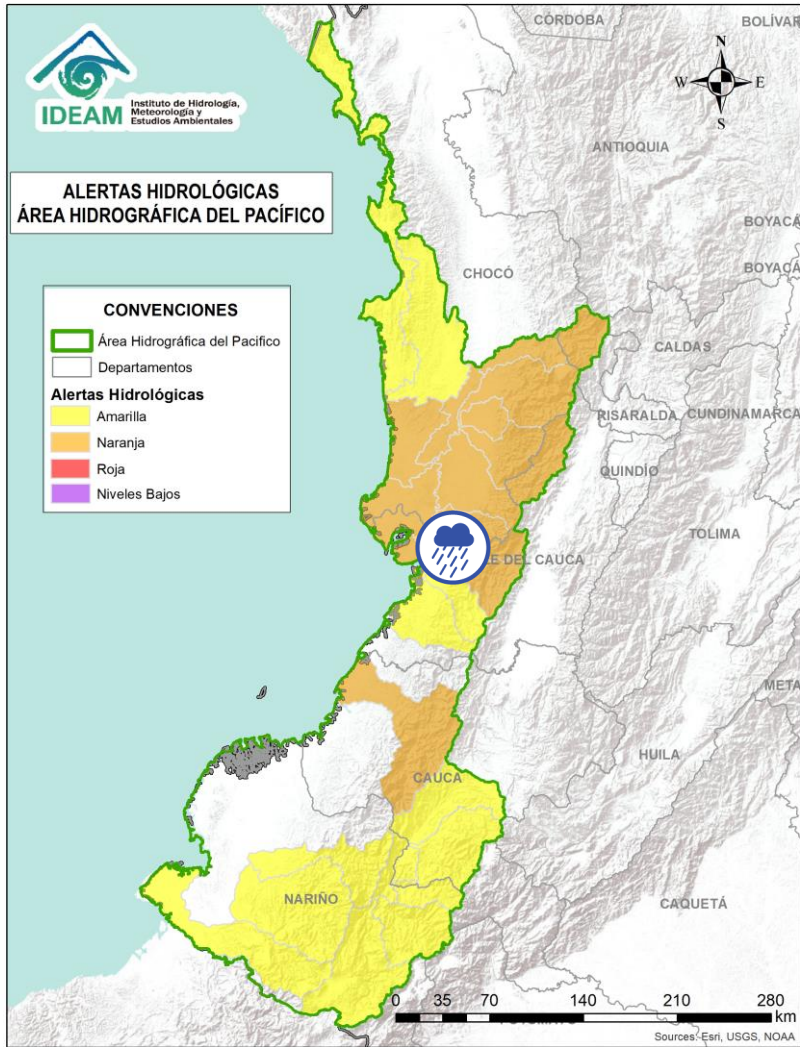 CÓRDOBA
BOLÍVAR
N
W
E
S
IDEAM
Instituto de Hidrología,
Meteorología y
Estudios Ambientales
ANTIOQUIA
ALERTAS HIDROLÓGICAS
ÁREA HIDROGRÁFICA DEL PACÍFICO
BOYACÁ
BOYACÁ
CHOCÓ
CONVENCIONES
Área Hidrográfica del Pacifico
Departamentos
Alertas Hidrológicas
Amarilla
Naranja
Roja
Niveles Bajos
CALDAS
RISARALDA
CUNDINAMARCA
QUINDÍO
TOLIMA
LE DEL CAUCA
META
HUILA
CAUCA
NARIÑO
CAQUETÁ
0 35 70 140 210 280
km
Sources: Esri, USGS, NOAA